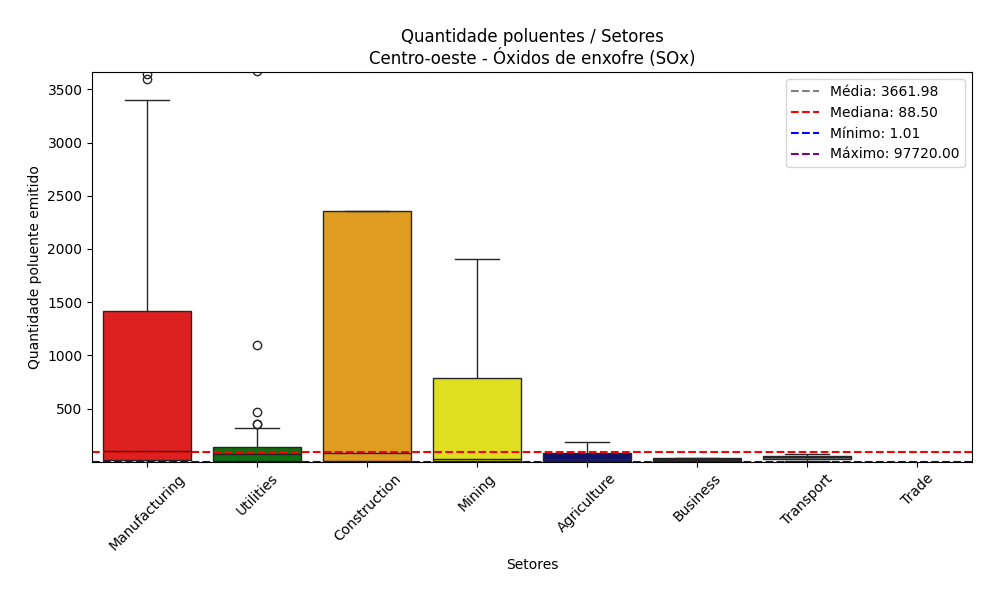 Quantidade poluentes / Setores
Centro-oeste - Óxidos de enxofre (SOx)
Quantidade poluente emitido
3500
3000
2500
2000
1500
1000
500
Média: 3661.98
Mediana: 88.50
Mínimo: 1.01
Máximo: 97720.00
Manufacturing
Utilities
Construction
Mining
Agriculture
Business
Transport
Trade
Setores